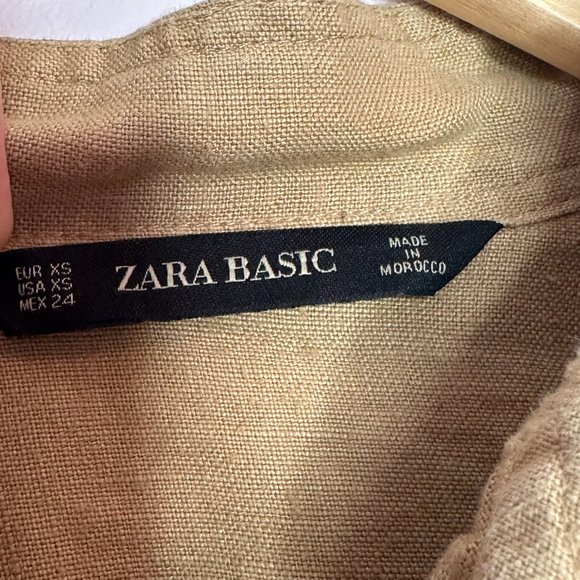 EUR XS
USA XS
MEX 24
ZARA BASIC
MADE
IN
MOROCCO